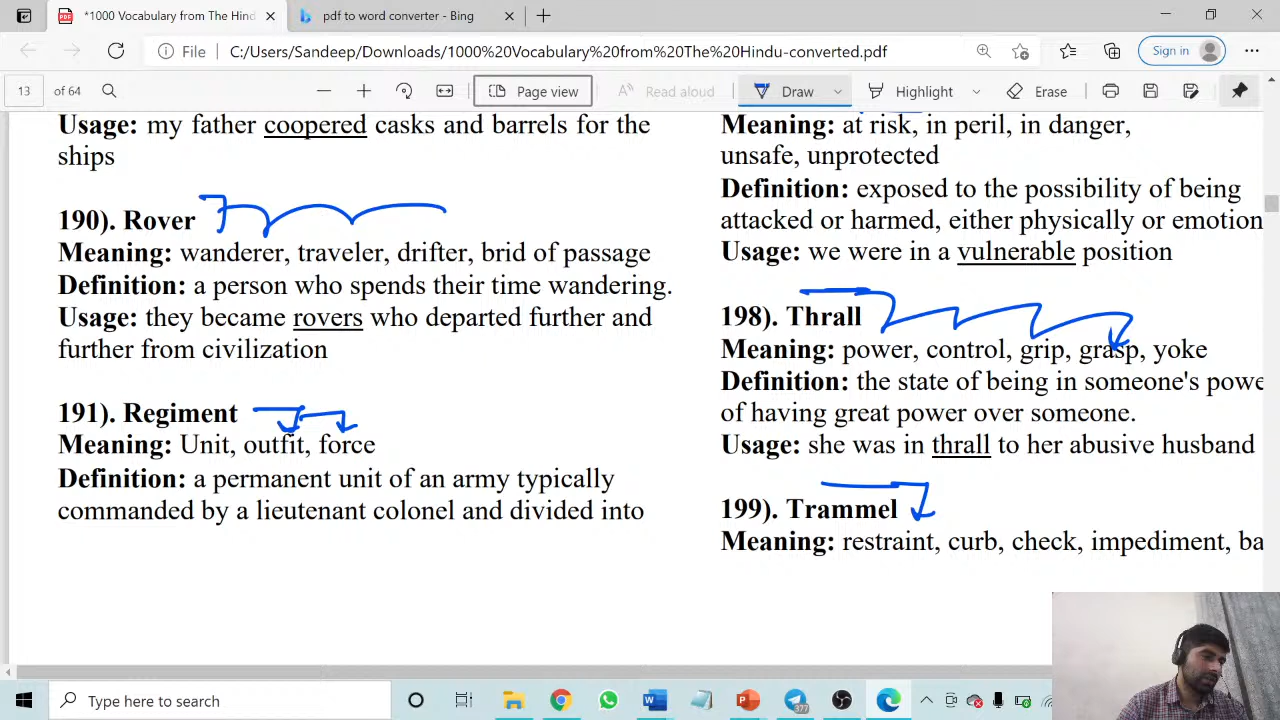 *1000 Vocabulary from The Hind
pdf to word converter - Bing
File
C:/Users/Sandeep/Downloads/1000%20Vocabulary%20from%20The%20Hindu-converted.pdf
Sign in
13 of 64
Page view
Read aloud
Draw
Highlight
Erase
Usage: my father coopered casks and barrels for the
ships
190). Rover
Meaning: wanderer, traveler, drifter, brid of passage
Definition: a person who spends their time wandering.
Usage: they became rovers who departed further and
further from civilization
191). Regiment
Meaning: Unit, outfit, force
Definition: a permanent unit of an army typically
commanded by a lieutenant colonel and divided into
Meaning: at risk, in peril, in danger,
unsafe, unprotected
Definition: exposed to the possibility of being
attacked or harmed, either physically or emotion
Usage: we were in a vulnerable position
198). Thrall
Meaning: power, control, grip, grasp, yoke
Definition: the state of being in someone's powe
of having great power over someone.
Usage: she was in thrall to her abusive husband
199). Trammel
Meaning: restraint, curb, check, impediment, ba
Type here to search
377